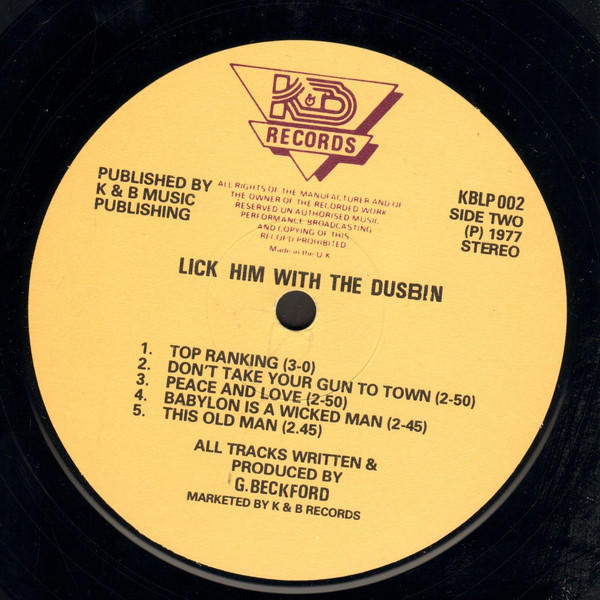 K&B
RECORDS
PUBLISHED BY
K & B MUSIC
PUBLISHING
ALL RIGHTS OF THE MANUFACTURER AND OF
THE OWNER OF THE RECORDED WORK
RESERVED UN AUTHORISED MUSIC
PERFORMANCE BROADCASTING
AND COPYING OF THIS
RECORD PROHIBITED
Made in the U K
KBLP 002
SIDE TWO
(P) 1977
STEREO
LICK HIM WITH THE DUSBIN
1. TOP RANKING (3-0)
2. DON'T TAKE YOUR GUN TO TOWN (2-50)
3. PEACE AND LOVE (2-50)
4. BABYLON IS A WICKED MAN (2-45)
5. THIS OLD MAN (2.45)
ALL TRACKS WRITTEN &
PRODUCED BY
G.BECKFORD
MARKETED BY K & B RECORDS